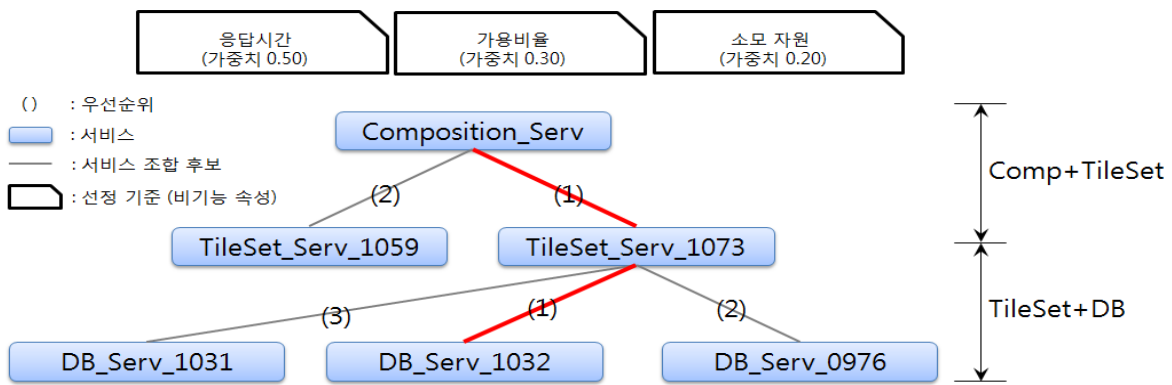 응답시간
(가중치 0.50)
가용비율
(가중치 0.30)
소모 자원
(가중치 0.20)
( ) : 우선순위
: 서비스
: 서비스 조합 후보
: 선정 기준 (비기능 속성)
Composition_Serv
(2)
(1)
Comp+TileSet
TileSet_Serv_1059
TileSet_Serv_1073
(3)
(1)
(2)
TileSet+DB
DB_Serv_1031
DB_Serv_1032
DB_Serv_0976